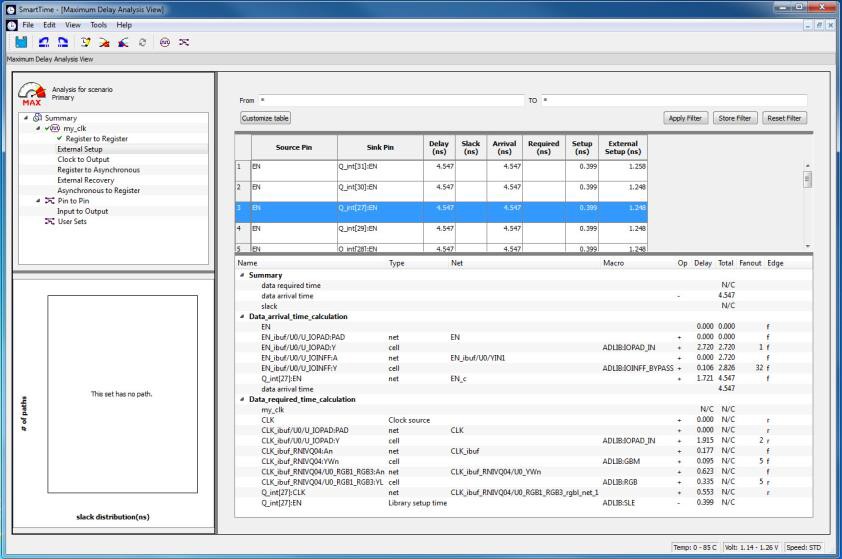 SmartTime - [Maximum Delay Analysis View]
File Edit View Tools Help
Maximum Delay Analysis View
MAX
Analysis for scenario
Primary
Summary
my_clk
Register to Register
External Setup
Clock to Output
Register to Asynchronous
External Recovery
Asynchronous to Register
Pin to Pin
Input to Output
User Sets
# of paths
This set has no path.
slack distribution(ns)
From * TO *
Customize table Apply Filter Store Filter Reset Filter
Source Pin Sink Pin Delay (ns) Slack (ns) Arrival (ns) Required (ns) Setup (ns) External Setup (ns)
1 EN Q_int[31]:EN 4.547 4.547 0.399 1.258
2 EN Q_int[30]:EN 4.547 4.547 0.399 1.248
3 EN Q_int[27]:EN 4.547 4.547 0.399 1.248
4 EN Q_int[29]:EN 4.547 4.547 0.399 1.248
5 EN Q_int[28]:EN 4.547 4.547 0.399 1.248
Name Type Net Macro Op Delay Total Fanout Edge
Summary
data required time N/C
data arrival time - 4.547
slack N/C
Data_arrival_time_calculation
EN 0.000 0.000 f
EN_ibuf/U0/U_IOPAD:PAD net EN + 0.000 0.000 f
EN_ibuf/U0/U_IOPAD:Y cell ADLIB:IOPAD_IN + 2.720 2.720 1 f
EN_ibuf/U0/U_IOINFF:A net EN_ibuf/U0/YIN1 + 0.000 2.720 f
EN_ibuf/U0/U_IOINFF:Y cell ADLIB:IOINFF_BYPASS + 0.106 2.826 32 f
Q_int[27]:EN net EN_c + 1.721 4.547 f
data arrival time 4.547
Data_required_time_calculation
my_clk N/C N/C
CLK Clock source + 0.000 N/C r
CLK_ibuf/U0/U_IOPAD:PAD net CLK + 0.000 N/C r
CLK_ibuf/U0/U_IOPAD:Y cell ADLIB:IOPAD_IN + 1.915 N/C 2 r
CLK_ibuf_RNIVQ04:An net CLK_ibuf + 0.177 N/C f
CLK_ibuf_RNIVQ04:YWn cell ADLIB:GBM + 0.095 N/C 5 f
CLK_ibuf_RNIVQ04/U0_RGB1_RGB3:An net CLK_ibuf_RNIVQ04/U0_YWn + 0.623 N/C f
CLK_ibuf_RNIVQ04/U0_RGB1_RGB3:YL cell ADLIB:RGB + 0.335 N/C 5 r
Q_int[27]:CLK net CLK_ibuf_RNIVQ04/U0_RGB1_RGB3_rgbl_net_1 + 0.553 N/C r
Q_int[27]:EN Library setup time ADLIB:SLE - 0.399 N/C
Temp: 0 - 85 C Volt: 1.14 - 1.26 V Speed: STD